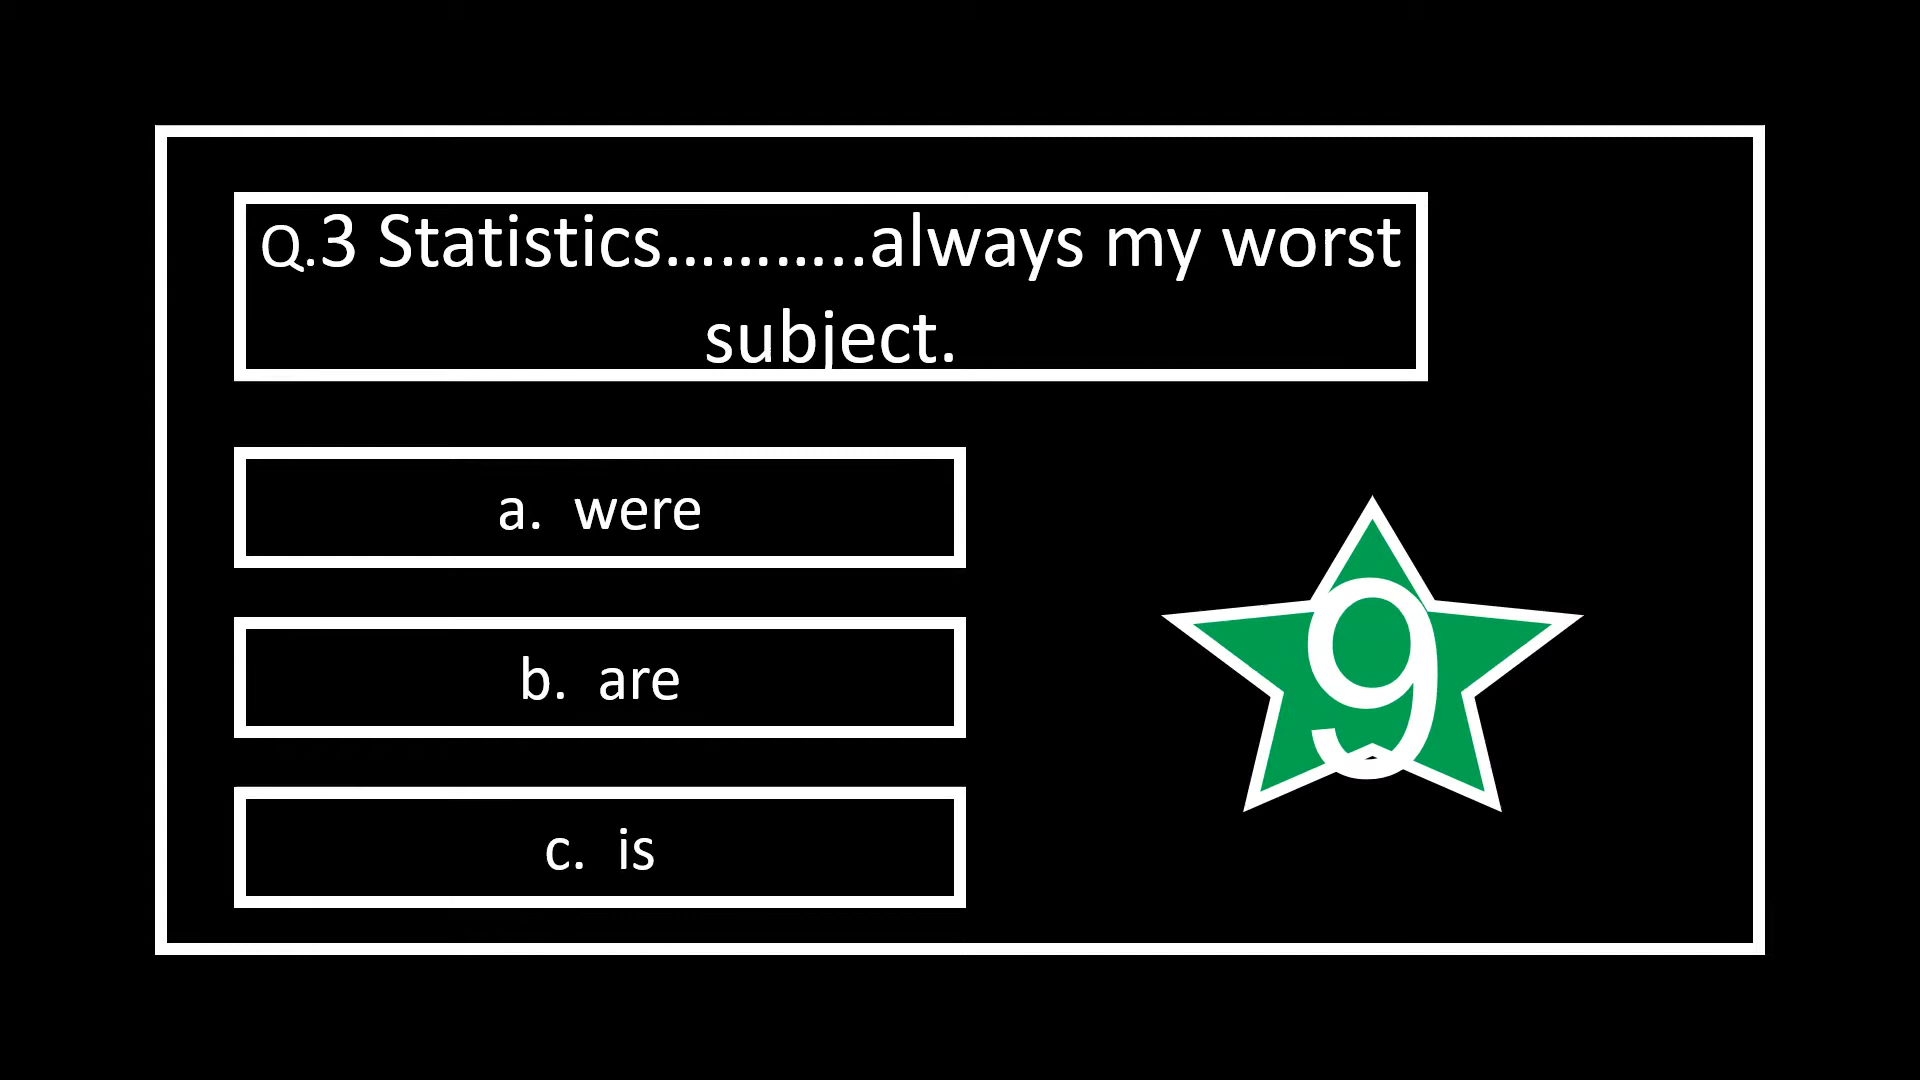 Q.3 Statistics………..always my worst
subject.
a. were
b. are
c. is
9